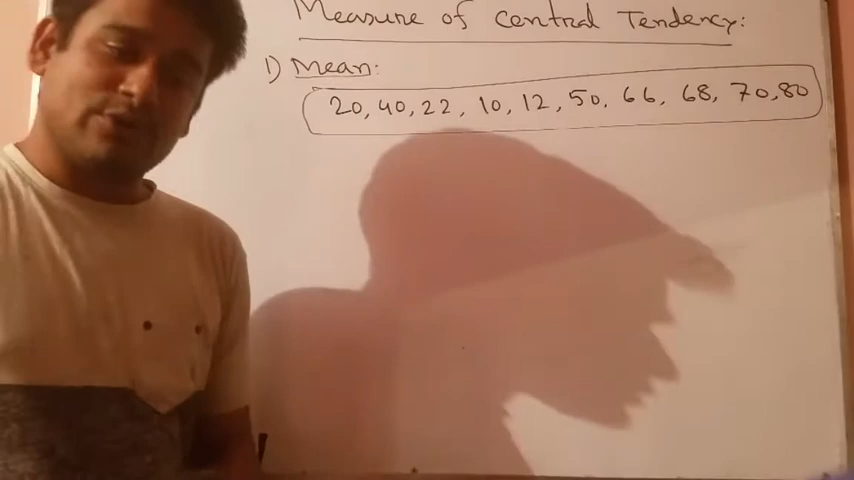 Measure of central Tendency:
1) Mean:
20, 40, 22, 10, 12, 50, 66, 68, 70, 80